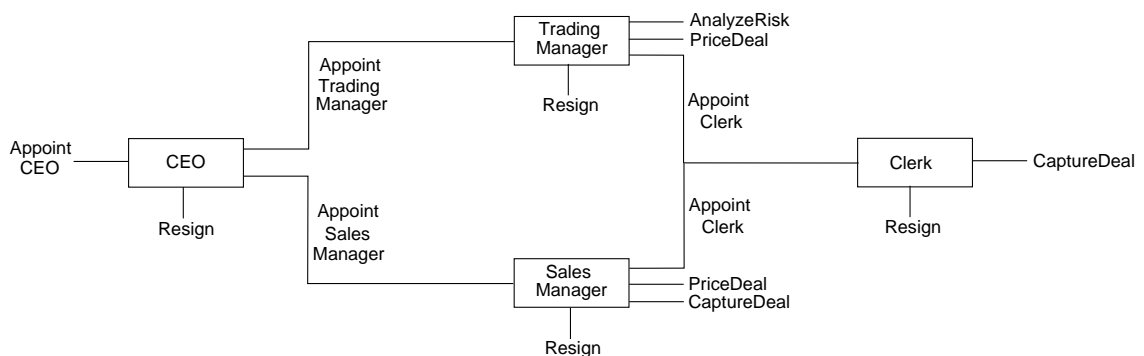 Appoint
CEO
CEO
Resign
Appoint
Trading
Manager
Appoint
Sales
Manager
Trading
Manager
AnalyzeRisk
PriceDeal
Resign
Appoint
Clerk
Appoint
Clerk
Sales
Manager
PriceDeal
CaptureDeal
Resign
Clerk
CaptureDeal
Resign